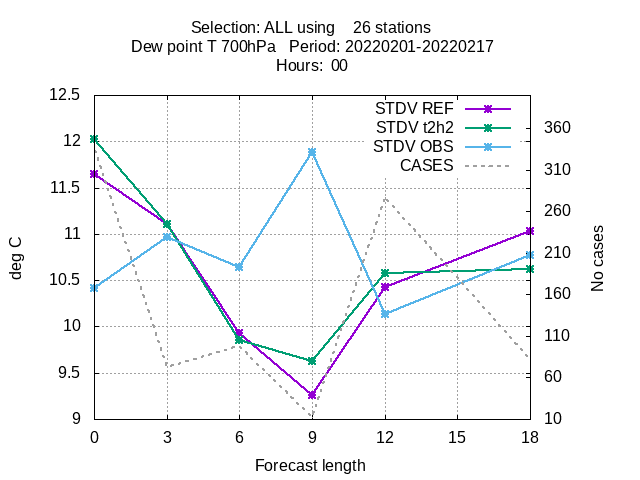 Selection: ALL using    26 stations
Dew point T 700hPa   Period: 20220201-20220217
Hours:  00
STDV REF
STDV t2h2
STDV OBS
CASES
12.5
12
11.5
11
10.5
10
9.5
9
deg C
360
310
260
210
160
110
60
10
No cases
0 3 6 9 12 15 18
Forecast length